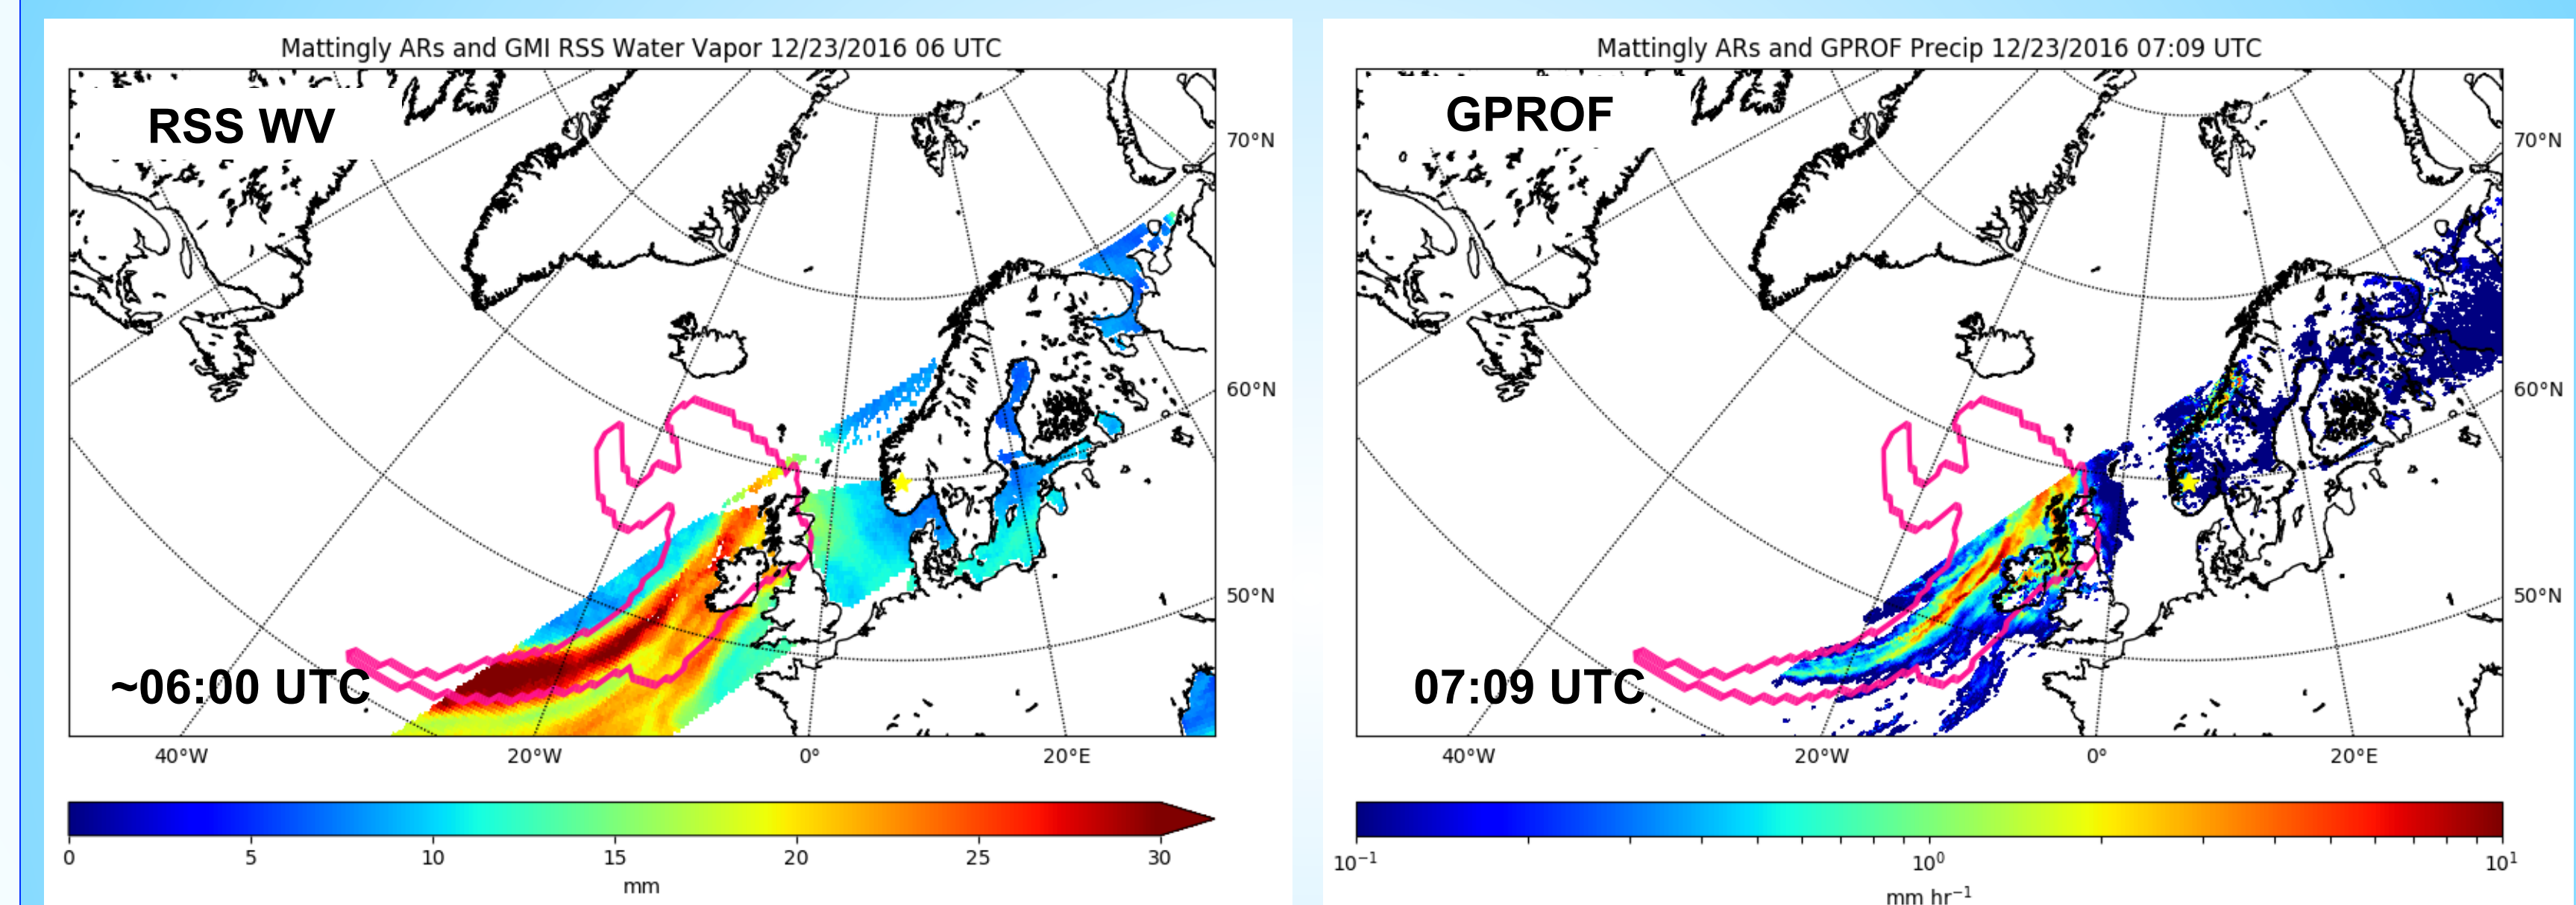 Mattingly ARs and GMI RSS Water Vapor 12/23/2016 06 UTC
RSS WV
70°N
60°N
50°N
~06:00 UTC
40°W 20°W 0° 20°E
0 5 10 15 20 25 30
mm
Mattingly ARs and GPROF Precip 12/23/2016 07:09 UTC
GPROF
70°N
60°N
50°N
07:09 UTC
40°W 20°W 0° 20°E
10⁻¹ 10⁰ 10¹
mm hr⁻¹